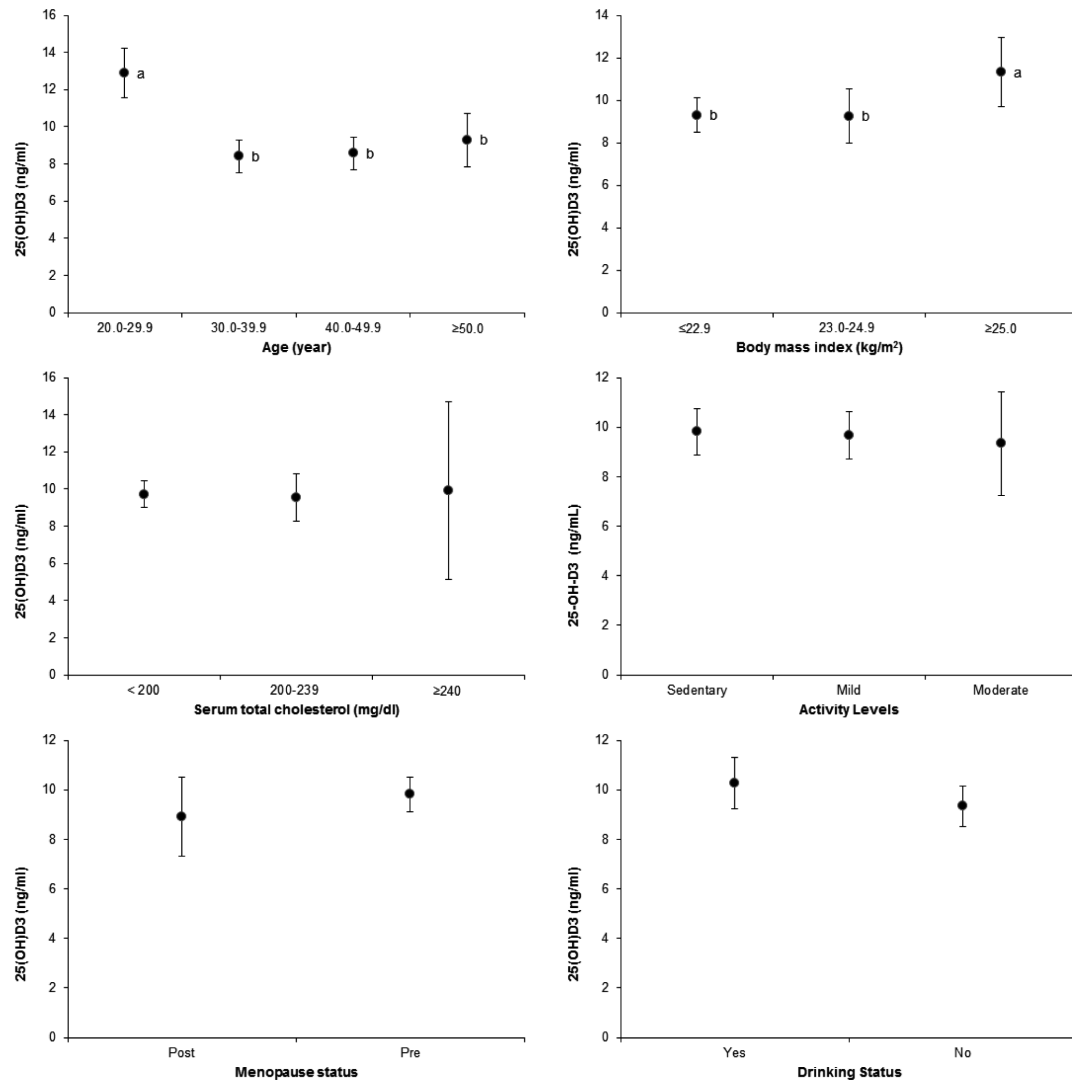 16
14
12
10
8
6
4
2
0
25(OH)D3 (ng/ml)
a
b
b
b
20.0-29.9 30.0-39.9 40.0-49.9 ≥50.0
Age (year)
14
12
10
8
6
4
2
0
25(OH)D3 (ng/ml)
b
b
a
≤22.9 23.0-24.9 ≥25.0
Body mass index (kg/m²)
16
14
12
10
8
6
4
2
0
25(OH)D3 (ng/ml)
< 200 200-239 ≥240
Serum total cholesterol (mg/dl)
12
10
8
6
4
2
0
25-OH-D3 (ng/mL)
Sedentary Mild Moderate
Activity Levels
12
10
8
6
4
2
0
25(OH)D3 (ng/ml)
Post Pre
Menopause status
12
10
8
6
4
2
0
25(OH)D3 (ng/ml)
Yes No
Drinking Status